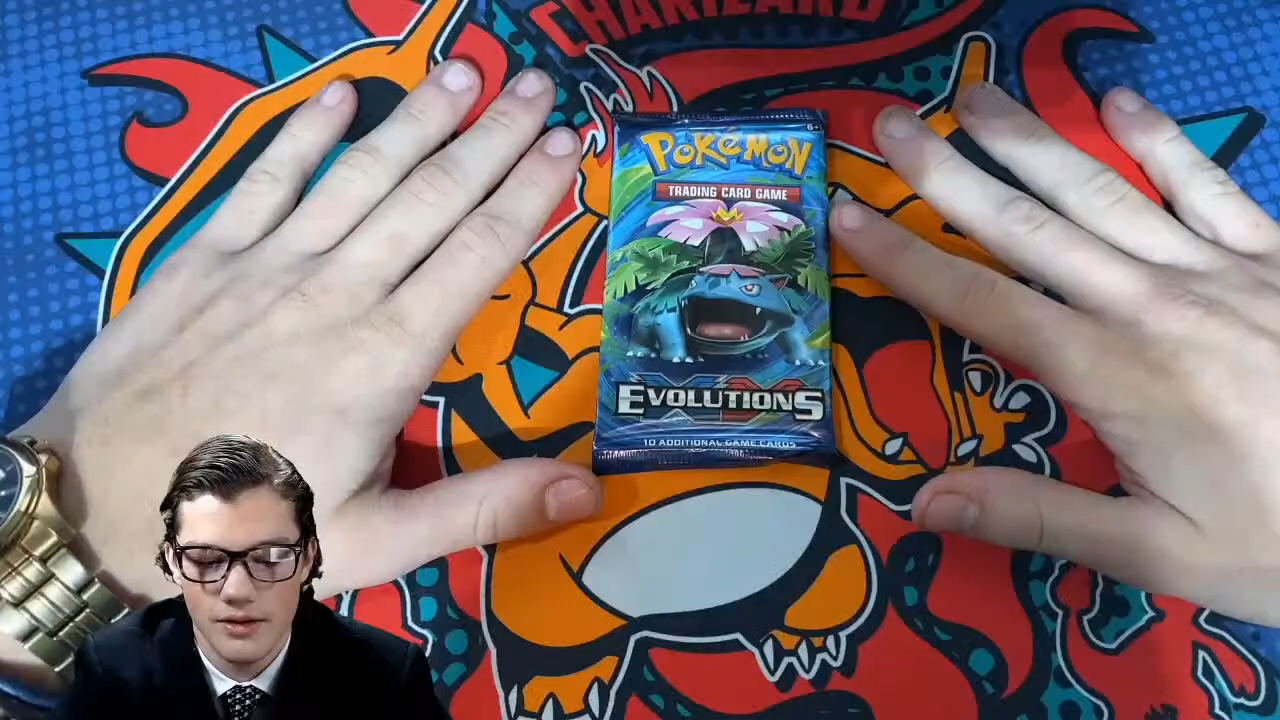 CHARIZARD
6+
POKéMON
TRADING CARD GAME
XY
EVOLUTIONS
10 ADDITIONAL GAME CARDS